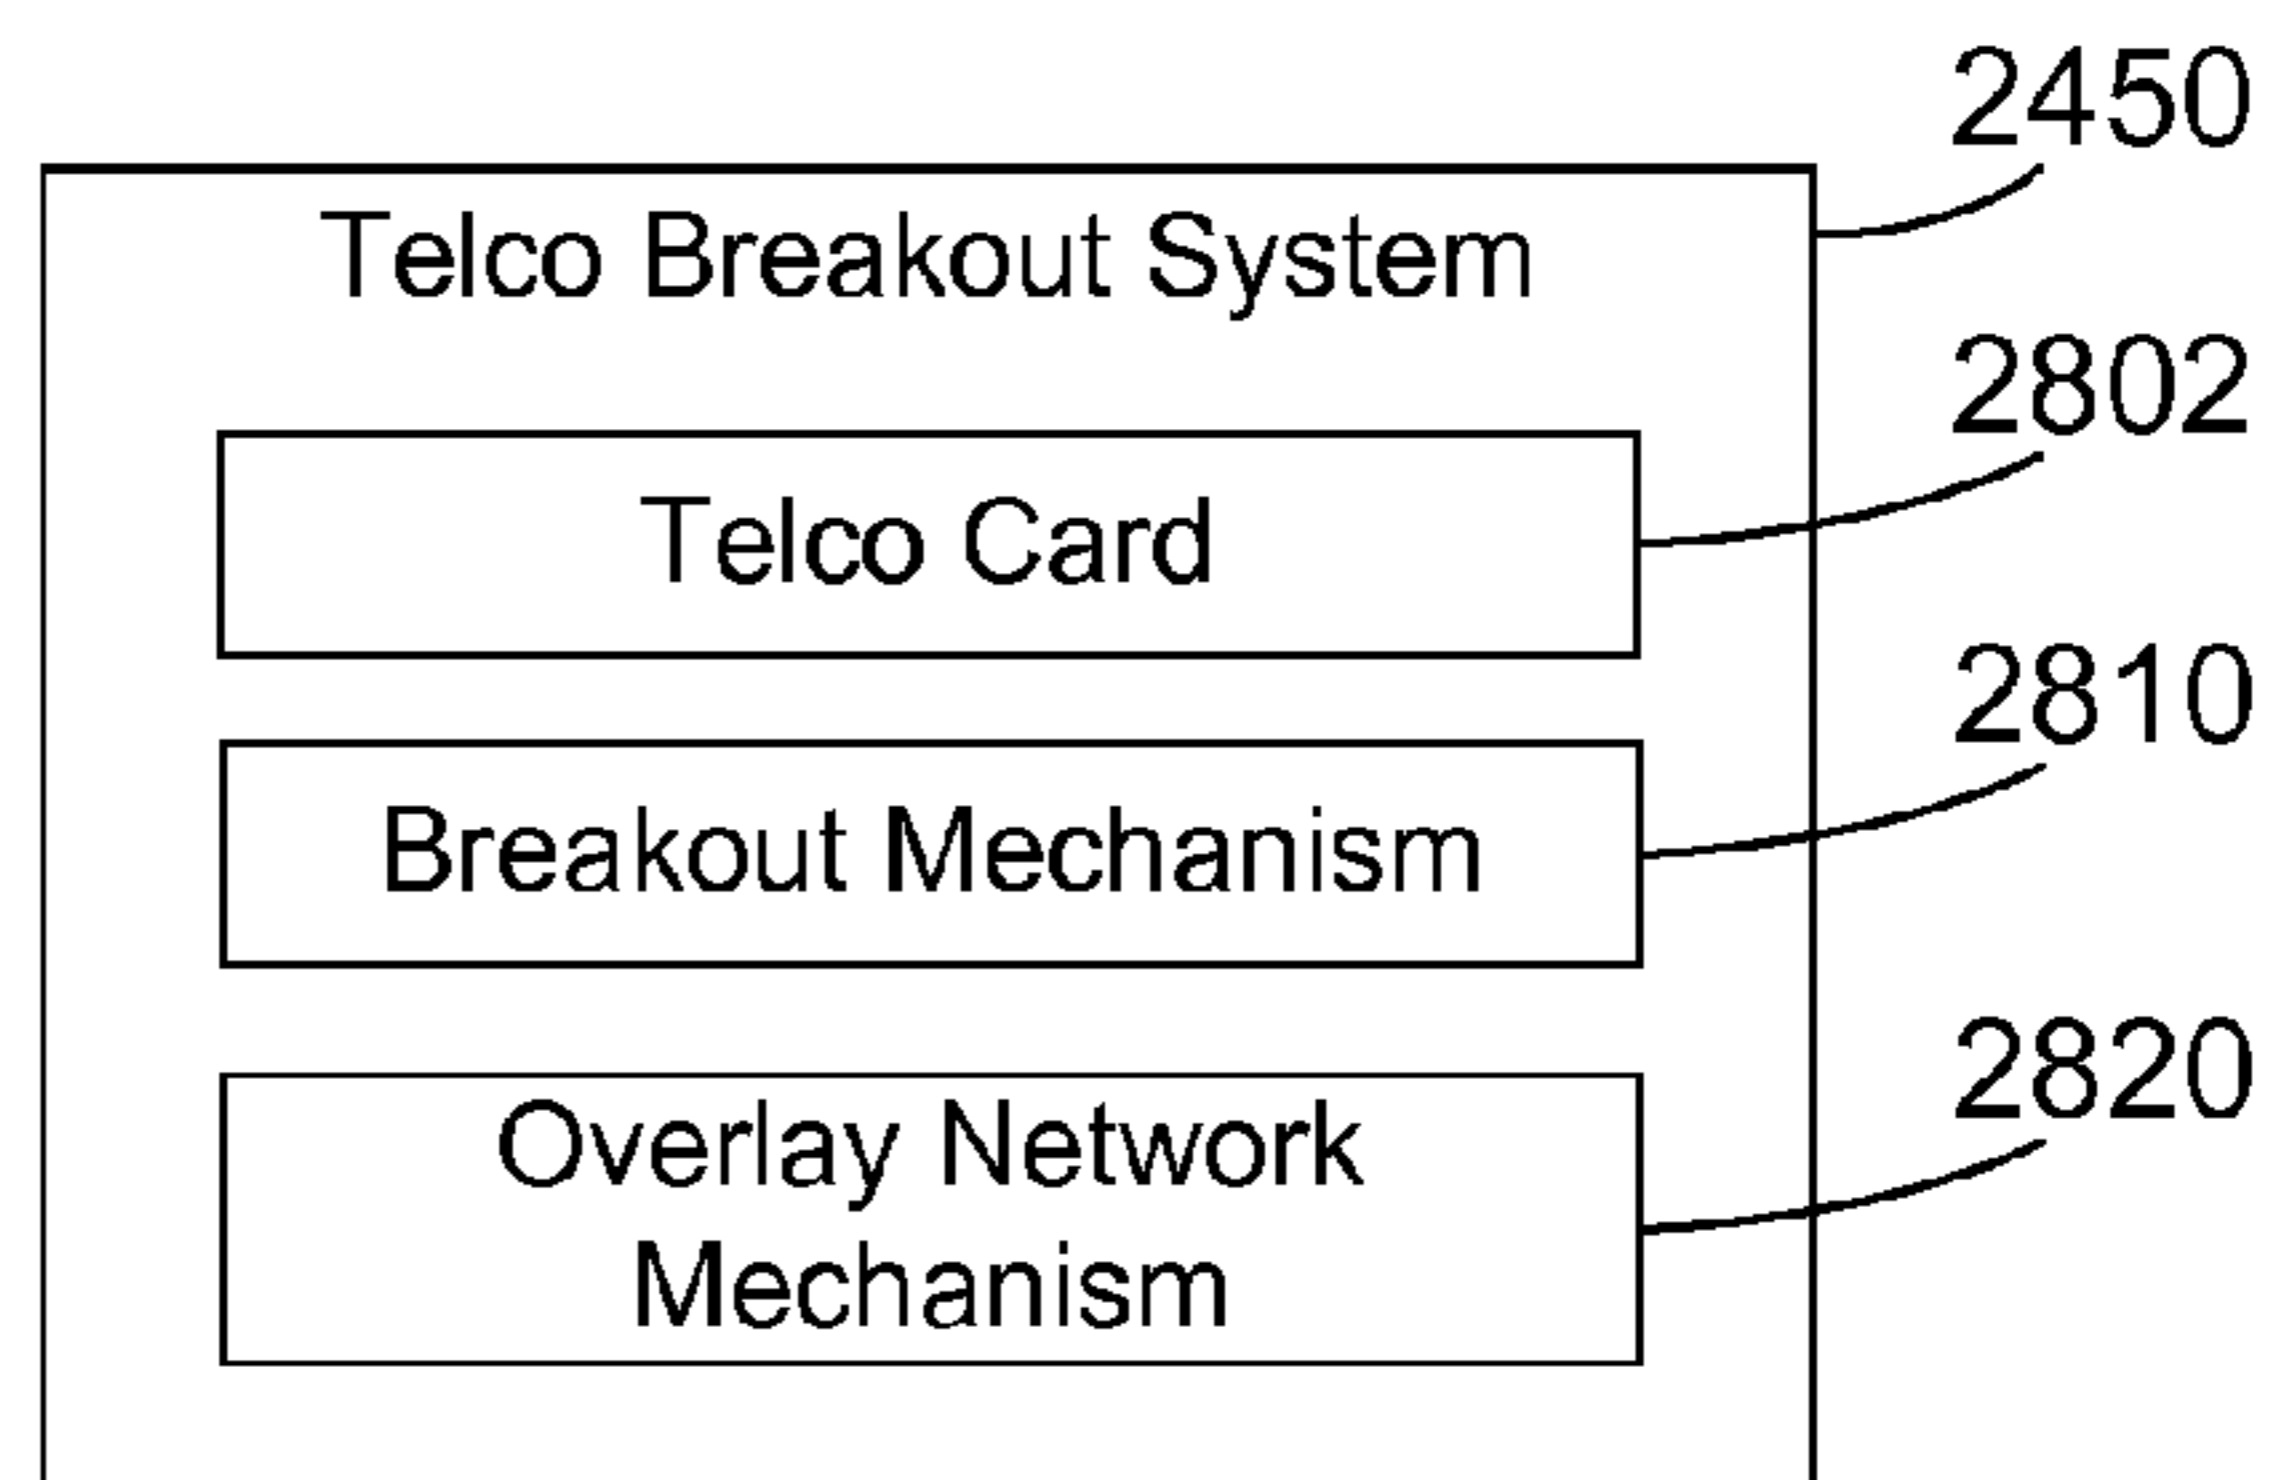 2450
Telco Breakout System
2802
Telco Card
2810
Breakout Mechanism
2820
Overlay Network
Mechanism